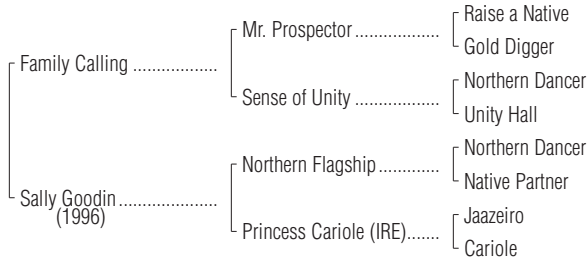 Raise a Native
Mr. Prospector ...................
Gold Digger
Family Calling ...................
Northern Dancer
Sense of Unity ...................
Unity Hall
Northern Dancer
Northern Flagship ..............
Native Partner
Sally Goodin ......................
(1996)
Jaazeiro
Princess Cariole (IRE).......
Cariole